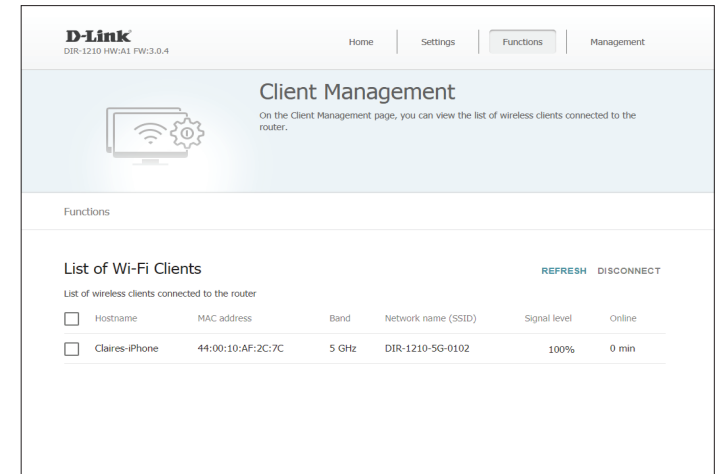 D-Link
DIR-1210 HW:A1 FW:3.0.4
Home Settings Functions Management
Client Management
On the Client Management page, you can view the list of wireless clients connected to the
router.
Functions
List of Wi-Fi Clients
REFRESH DISCONNECT
List of wireless clients connected to the router
Hostname MAC address Band Network name (SSID) Signal level Online
Claires-iPhone 44:00:10:AF:2C:7C 5 GHz DIR-1210-5G-0102 100% 0 min